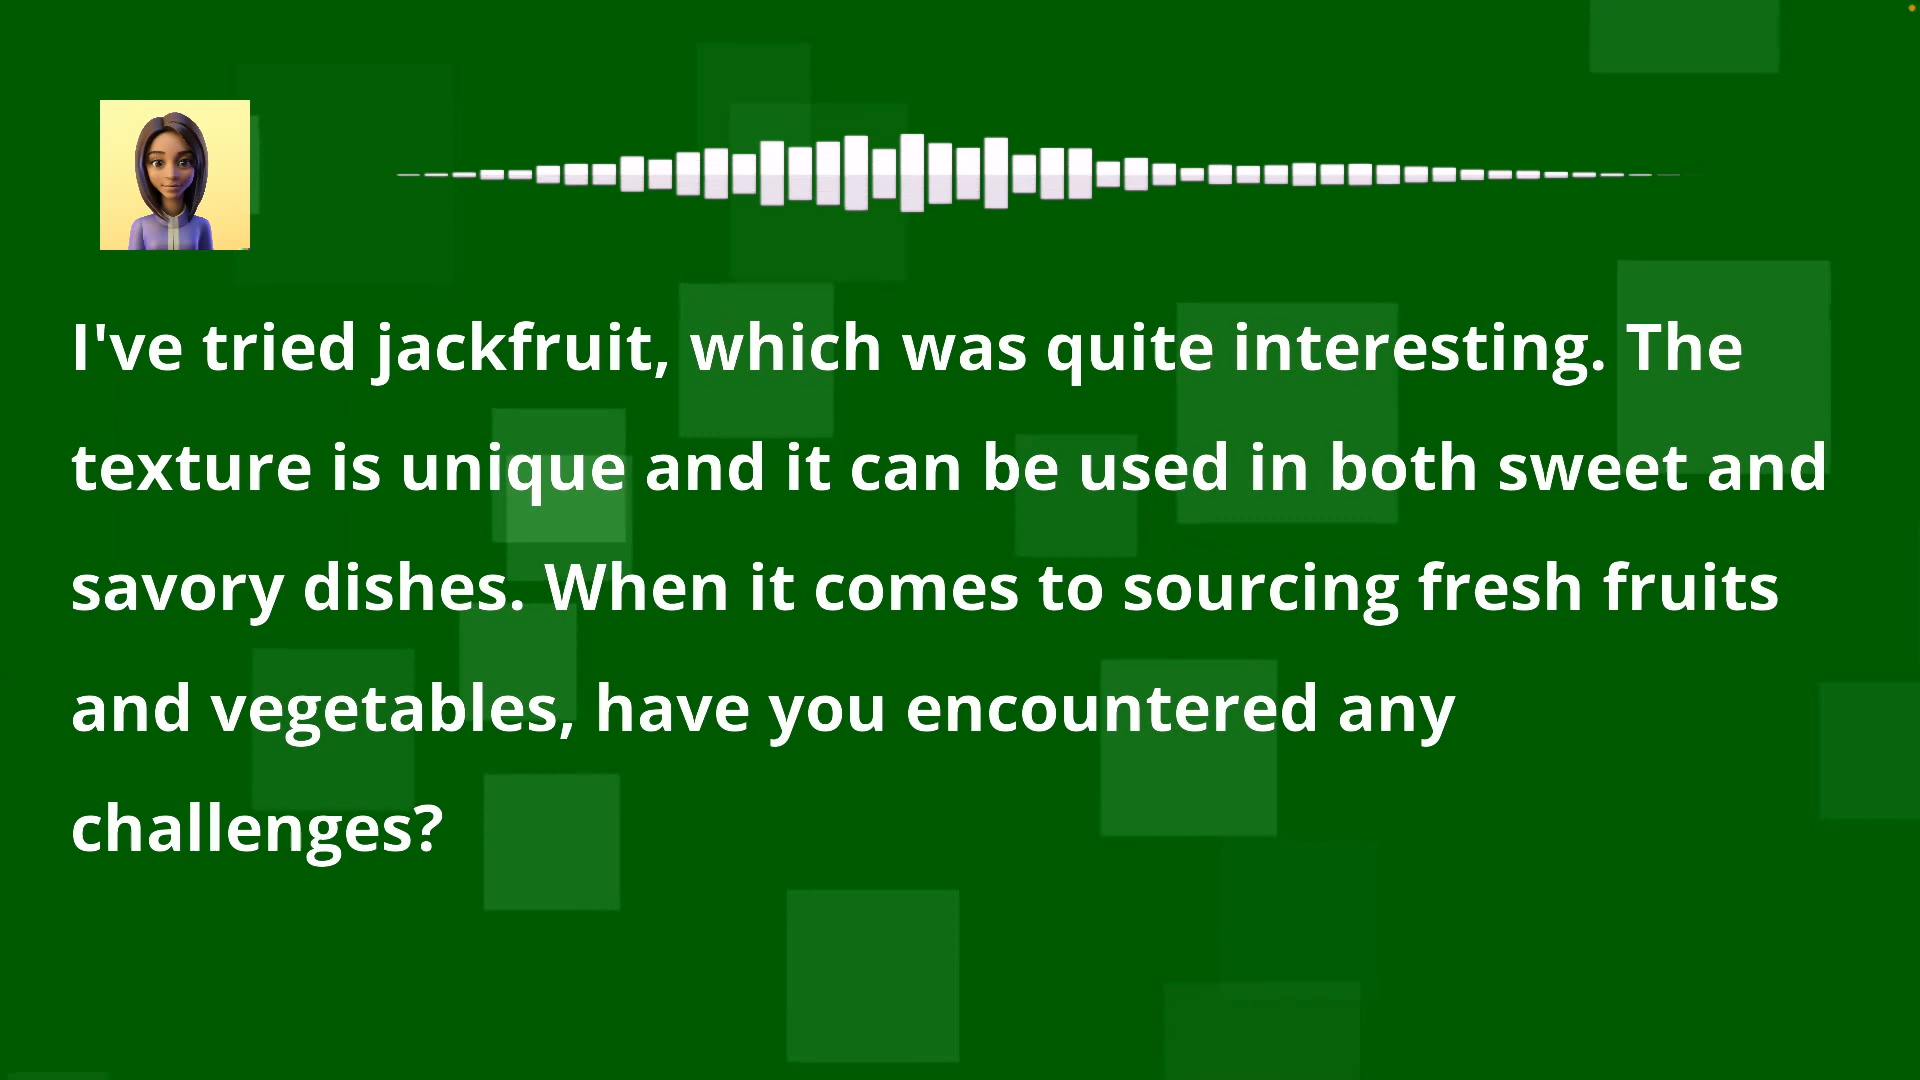 I've tried jackfruit, which was quite interesting. The
texture is unique and it can be used in both sweet and
savory dishes. When it comes to sourcing fresh fruits
and vegetables, have you encountered any
challenges?